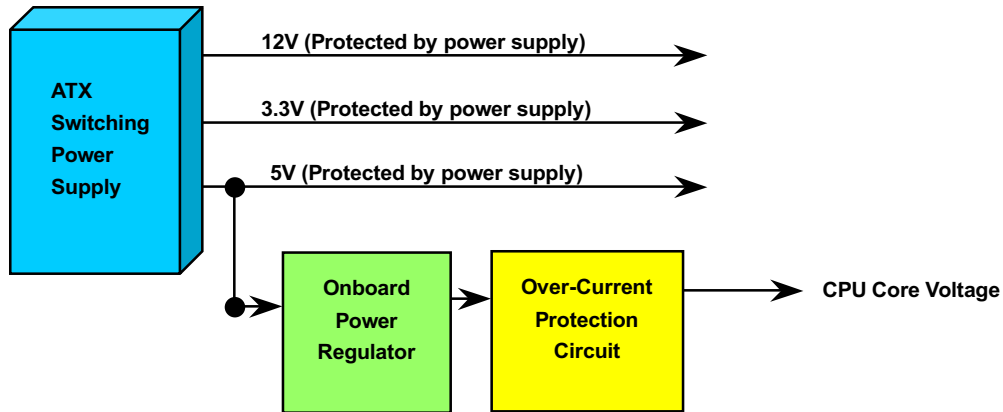 12V (Protected by power supply)
ATX
Switching
Power
Supply
3.3V (Protected by power supply)
5V (Protected by power supply)
Onboard
Power
Regulator
Over-Current
Protection
Circuit
CPU Core Voltage